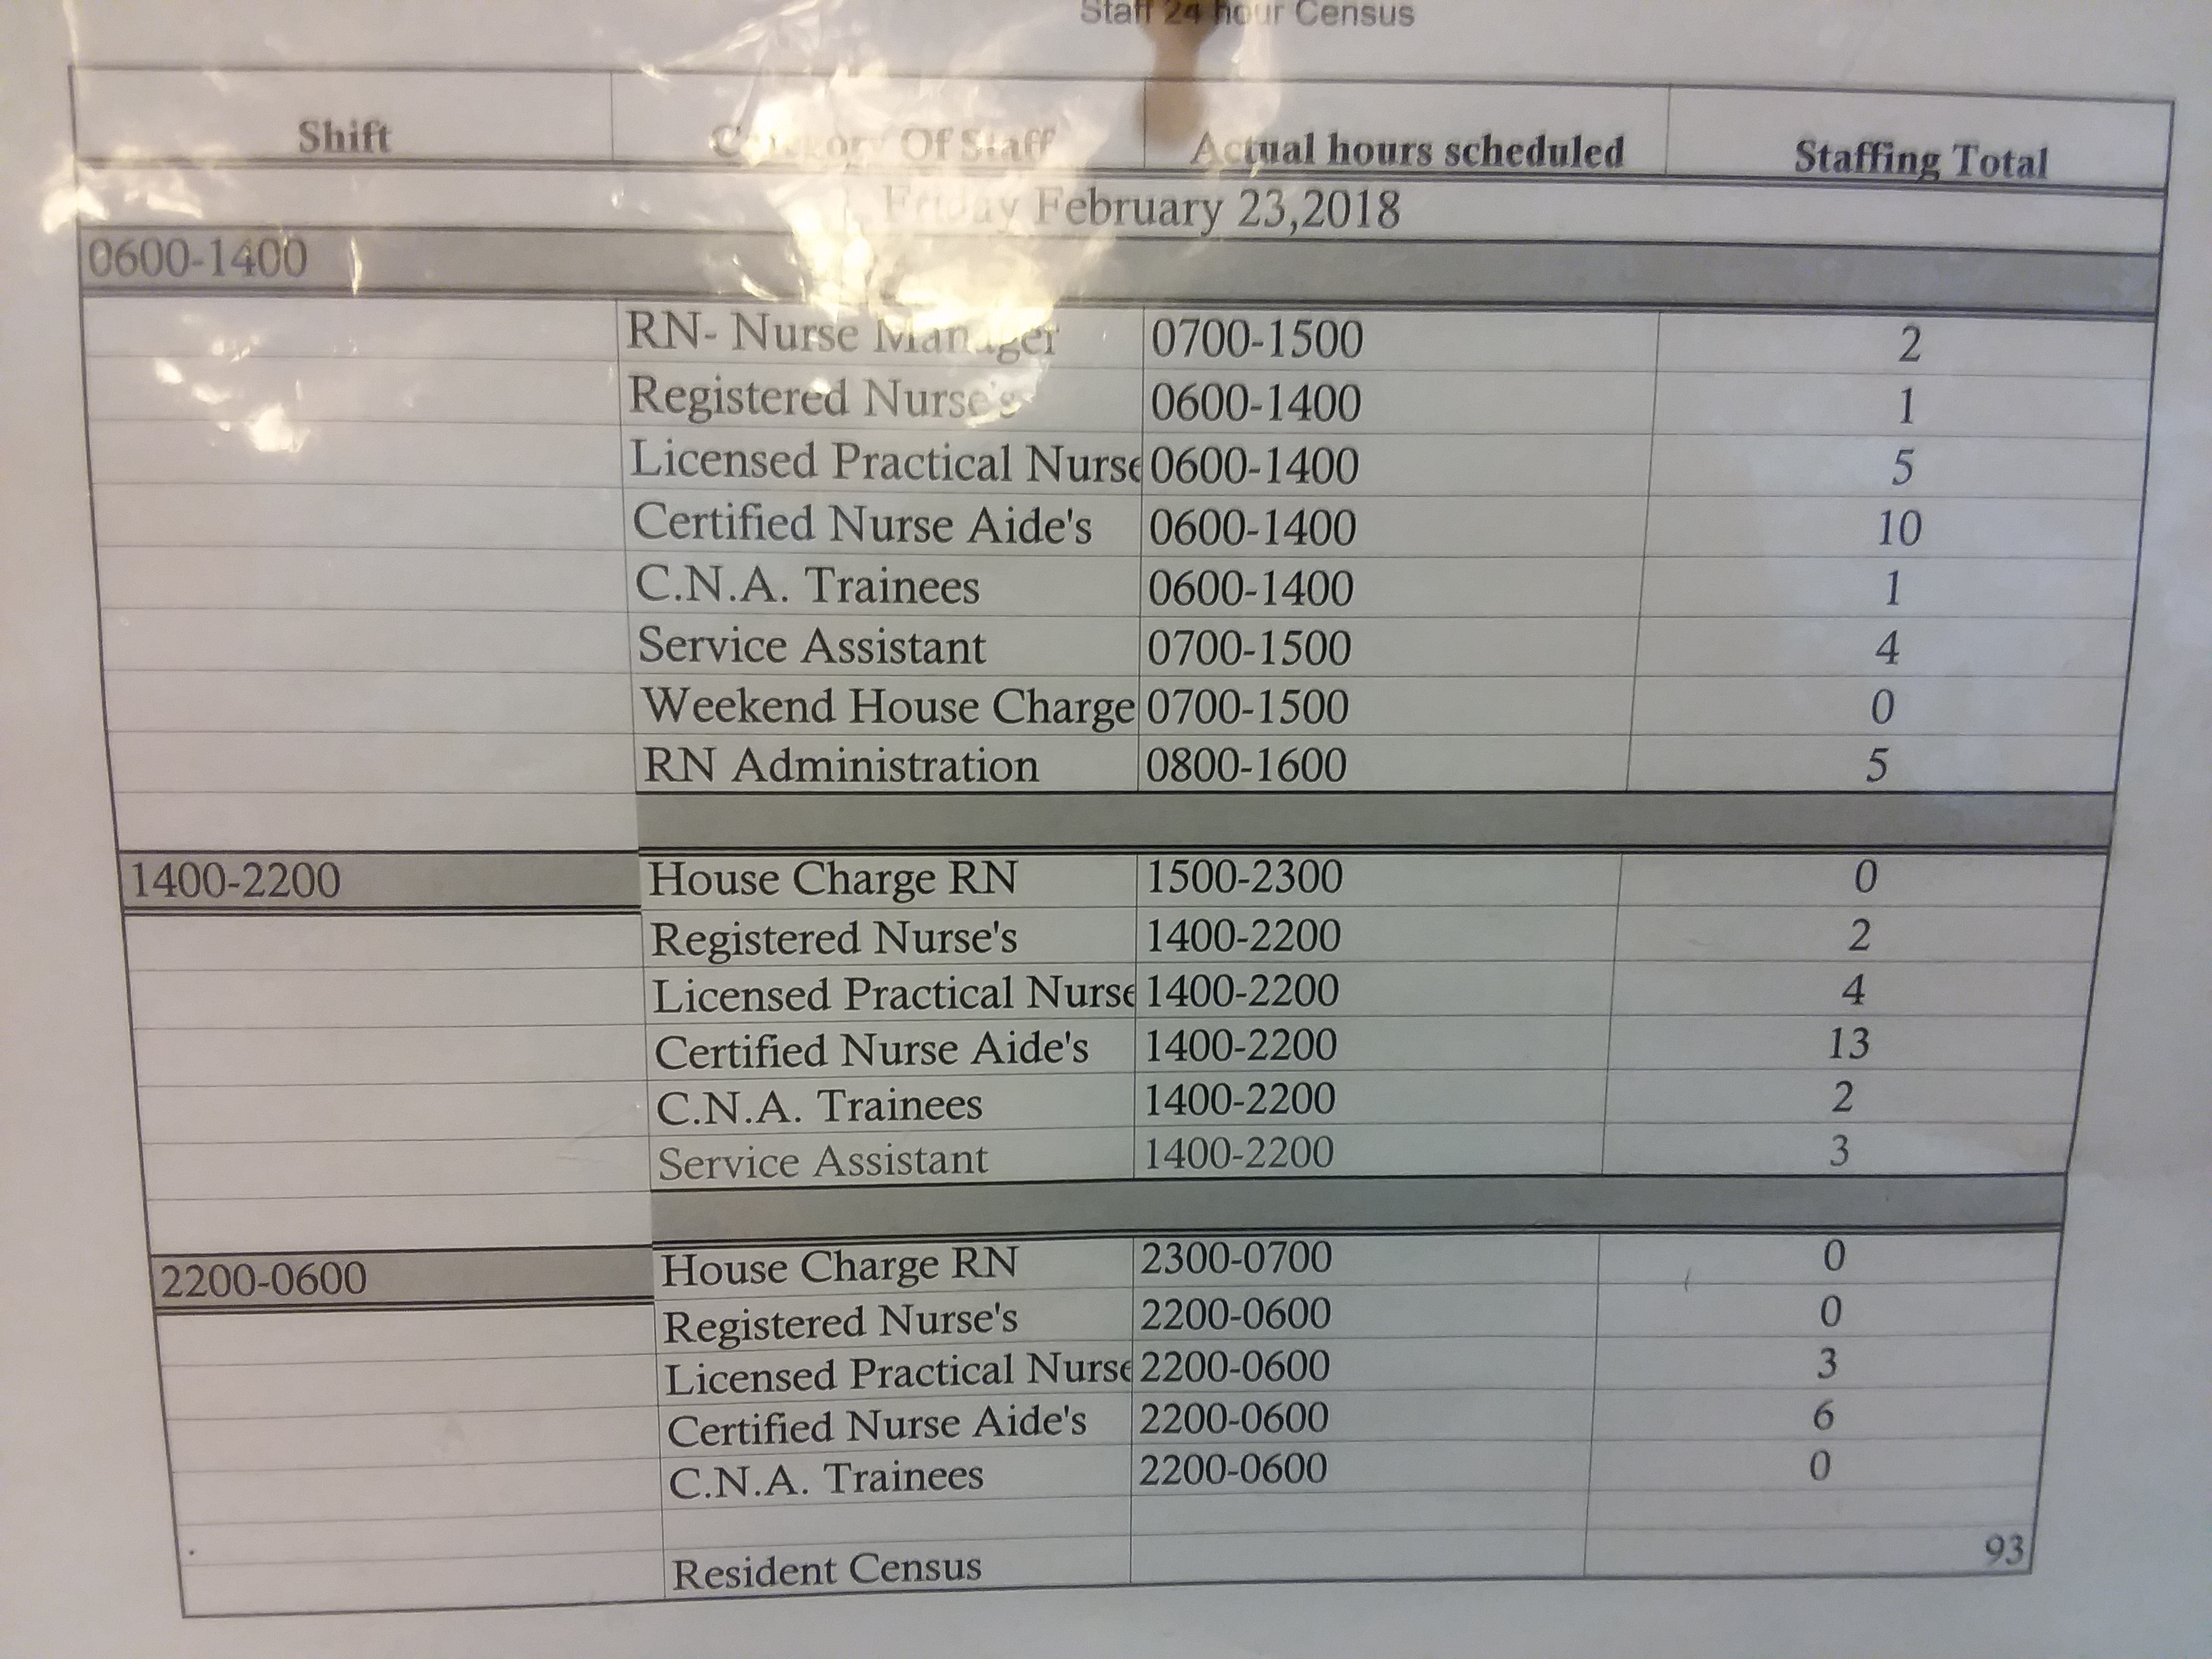 Staff 24 hour Census
Shift Category Of Staff Actual hours scheduled Staffing Total
Friday February 23,2018
0600-1400
RN- Nurse Manager 0700-1500 2
Registered Nurse's 0600-1400 1
Licensed Practical Nurse 0600-1400 5
Certified Nurse Aide's 0600-1400 10
C.N.A. Trainees 0600-1400 1
Service Assistant 0700-1500 4
Weekend House Charge 0700-1500 0
RN Administration 0800-1600 5
1400-2200 House Charge RN 1500-2300 0
Registered Nurse's 1400-2200 2
Licensed Practical Nurse 1400-2200 4
Certified Nurse Aide's 1400-2200 13
C.N.A. Trainees 1400-2200 2
Service Assistant 1400-2200 3
2200-0600 House Charge RN 2300-0700 0
Registered Nurse's 2200-0600 0
Licensed Practical Nurse 2200-0600 3
Certified Nurse Aide's 2200-0600 6
C.N.A. Trainees 2200-0600 0
Resident Census 93